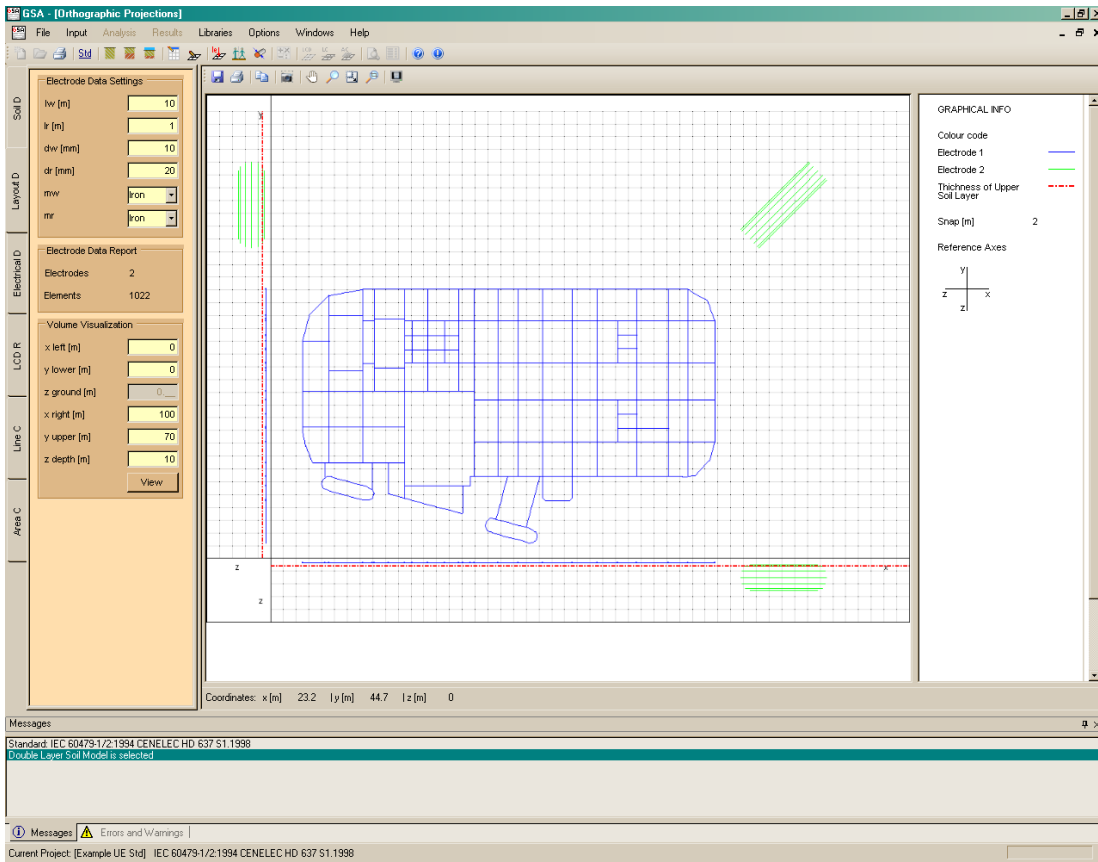 GSA - [Orthographic Projections]
File Input Analysis Results Libraries Options Windows Help
Std
Soil D
Layout D
Electrical D
LCD R
Line C
Area C
Electrode Data Settings
lw [m] 10
lr [m] 1
dw [mm] 10
dr [mm] 20
mw Iron
mr Iron
Electrode Data Report
Electrodes 2
Elements 1022
Volume Visualization
x left [m] 0
y lower [m] 0
z ground [m] 0.__
x right [m] 100
y upper [m] 70
z depth [m] 10
View
y
z
x
z
GRAPHICAL INFO
Colour code
Electrode 1
Electrode 2
Thichness of Upper
Soil Layer
Snap [m] 2
Reference Axes
y
z x
z
Coordinates: x [m] 23.2 | y [m] 44.7 | z [m] 0
Messages
Standard: IEC 60479-1/2:1994 CENELEC HD 637 S1.1998
Double Layer Soil Model is selected
Messages Errors and Warnings
Current Project: [Example UE Std] IEC 60479-1/2:1994 CENELEC HD 637 S1.1998